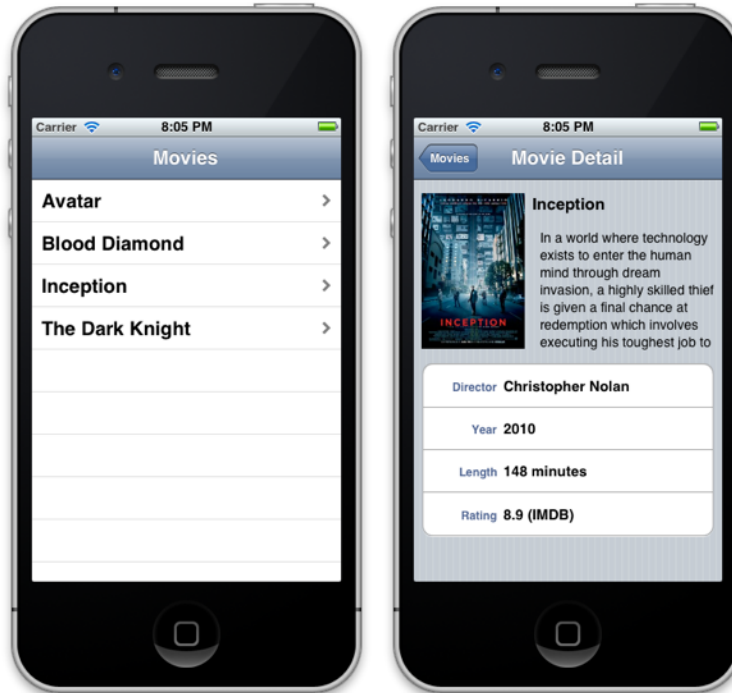 Carrier 8:05 PM
Movies
Avatar
Blood Diamond
Inception
The Dark Knight
Carrier 8:05 PM
Movies Movie Detail
INCEPTION
Inception
In a world where technology
exists to enter the human
mind through dream
invasion, a highly skilled thief
is given a final chance at
redemption which involves
executing his toughest job to
Director Christopher Nolan
Year 2010
Length 148 minutes
Rating 8.9 (IMDB)